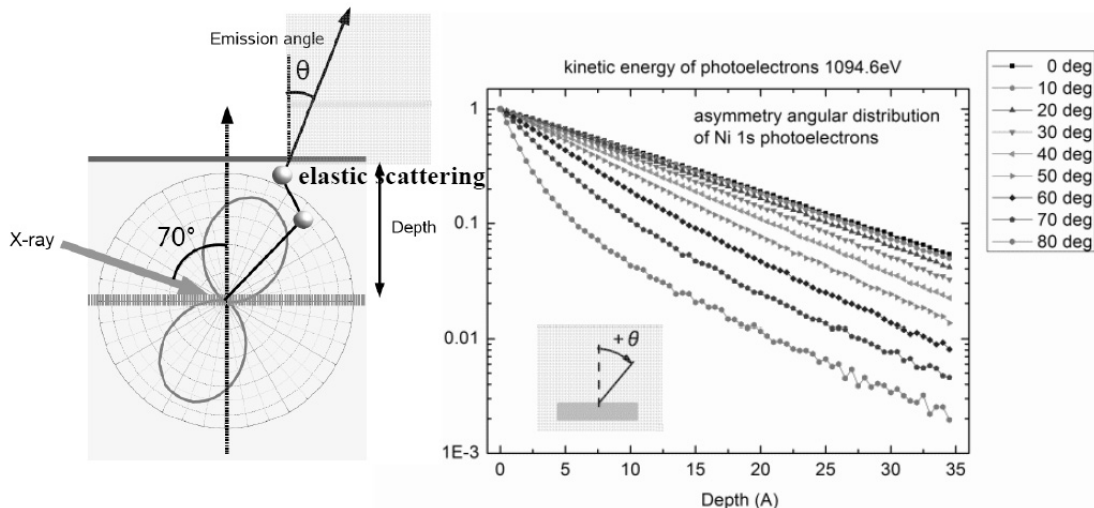 Emission angle
θ
elastic scattering
70°
X-ray
Depth
kinetic energy of photoelectrons 1094.6eV
asymmetry angular distribution
of Ni 1s photoelectrons
1
0.1
0.01
1E-3
+θ
0 5 10 15 20 25 30 35
Depth (A)
0 deg
10 deg
20 deg
30 deg
40 deg
50 deg
60 deg
70 deg
80 deg